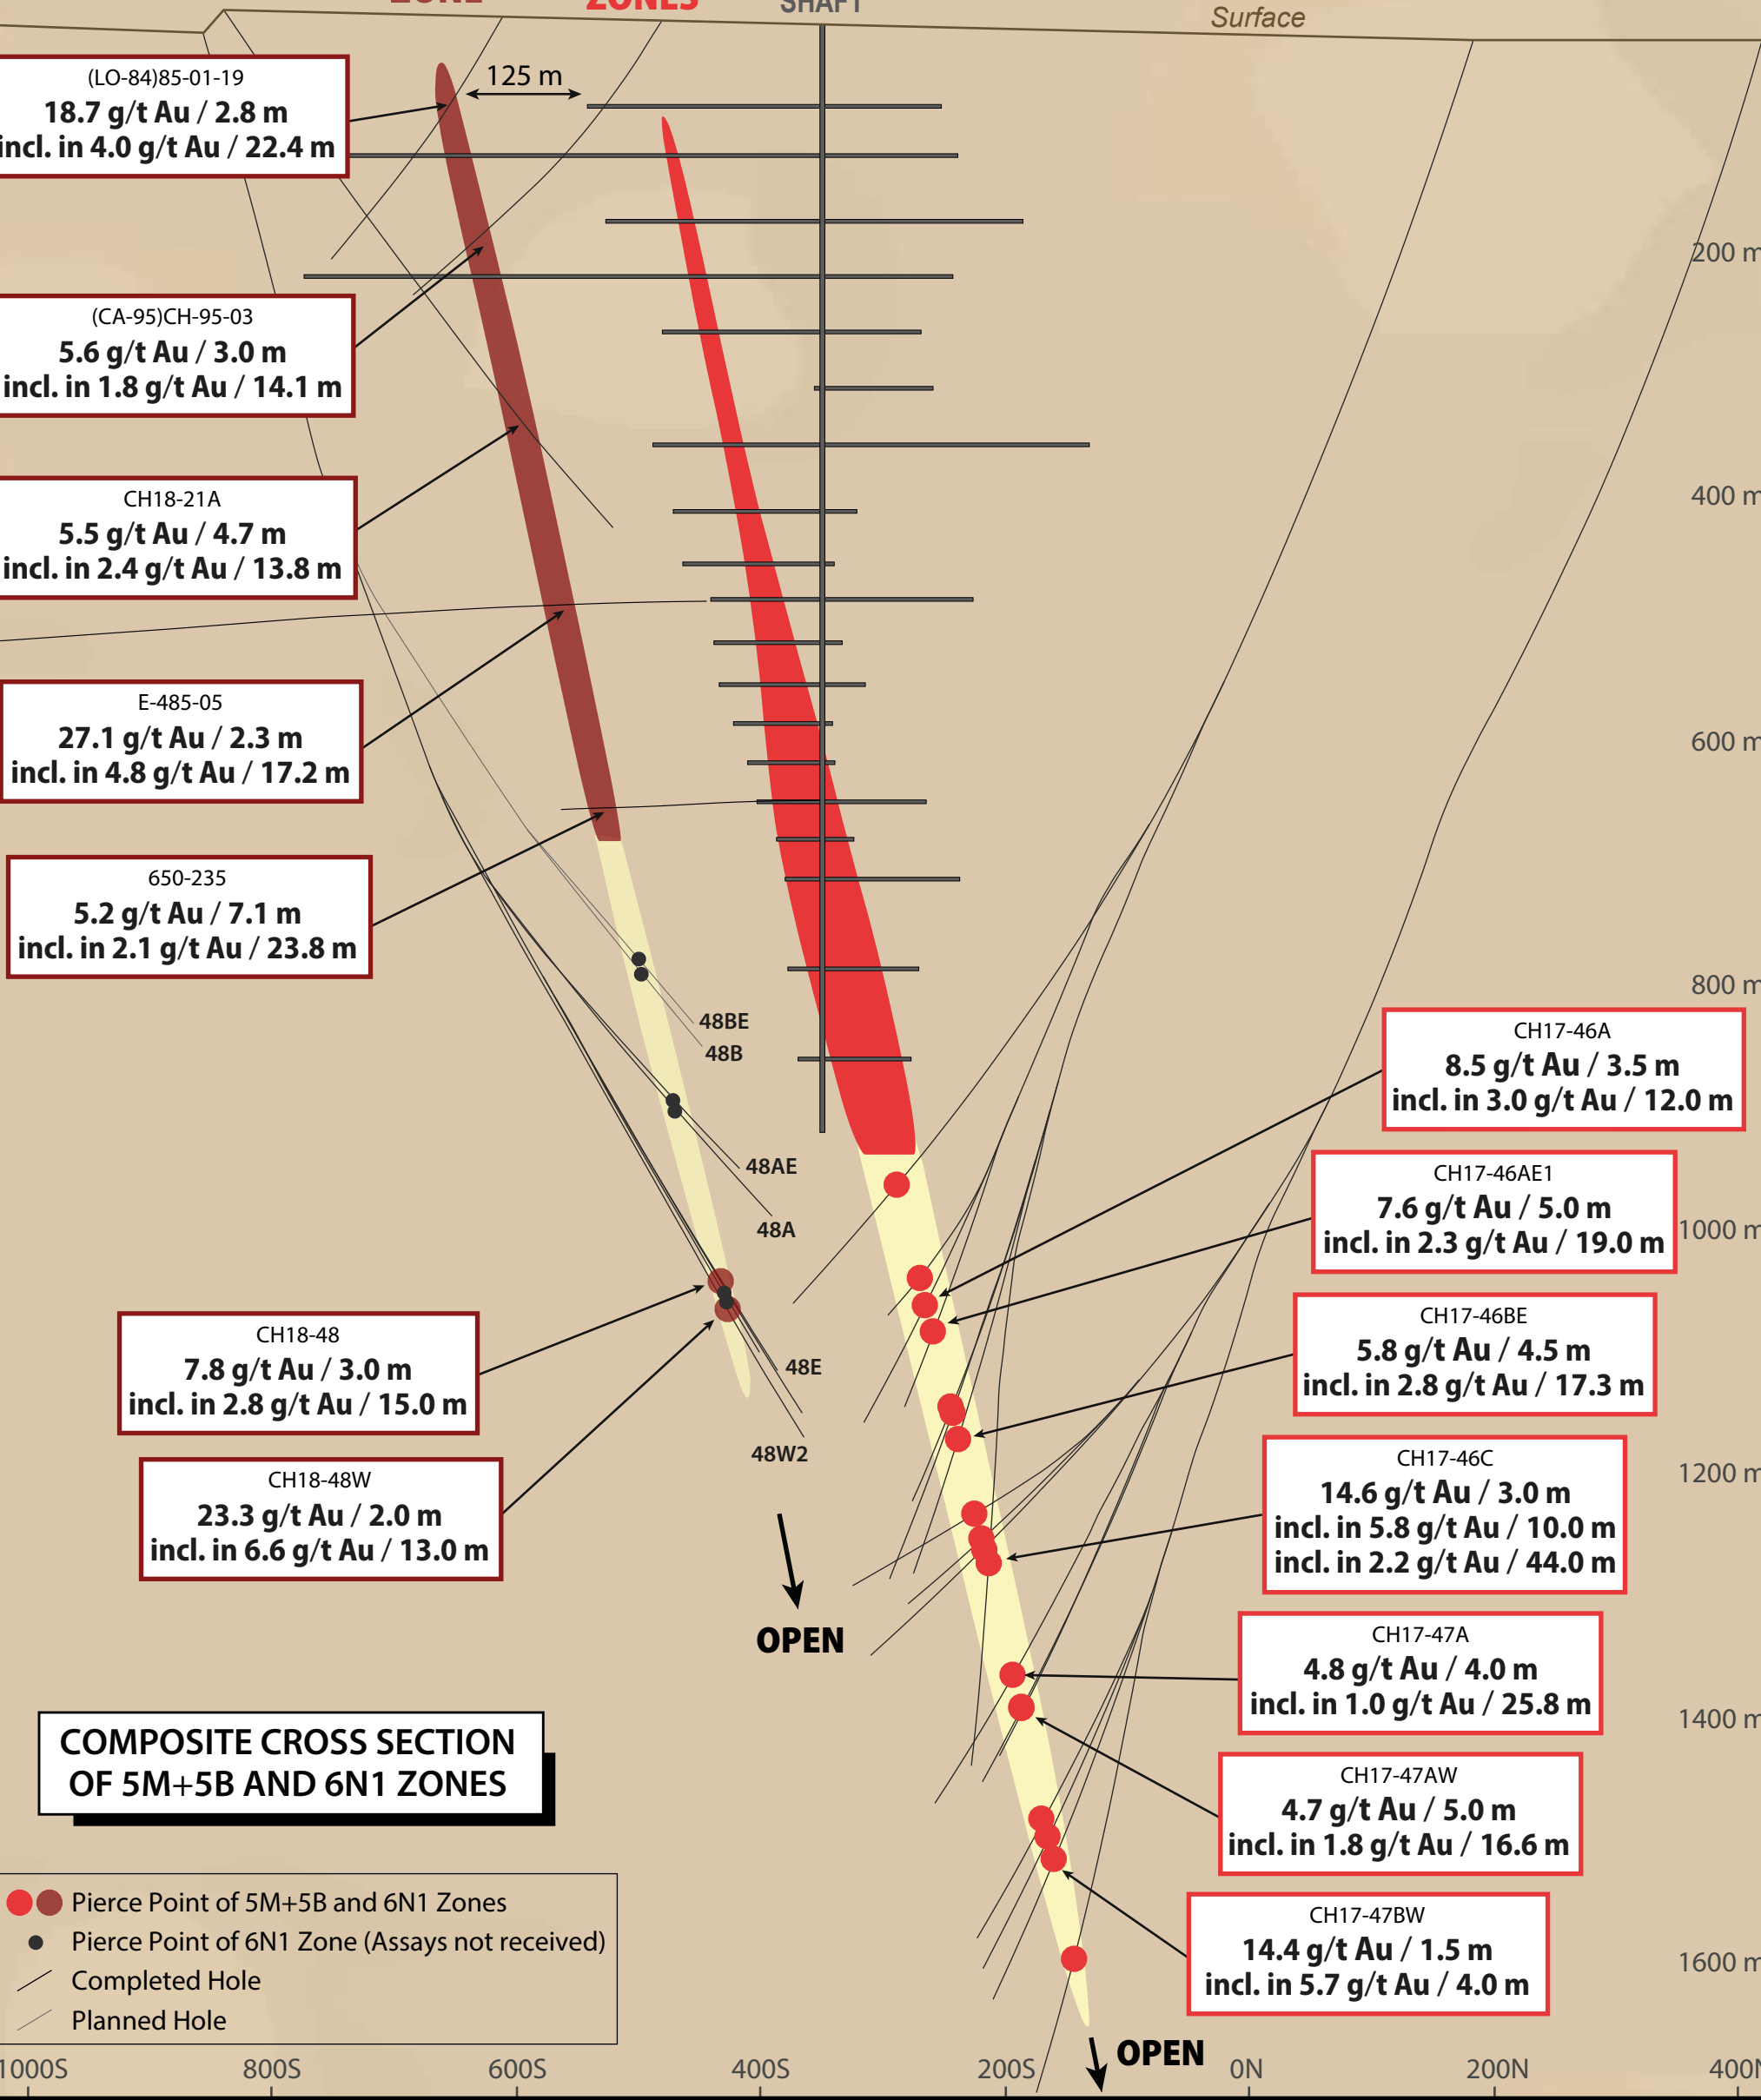 ZONE
ZONES
SHAFT
Surface
(LO-84)85-01-19
18.7 g/t Au / 2.8 m
incl. in 4.0 g/t Au / 22.4 m
125 m
200 m
(CA-95)CH-95-03
5.6 g/t Au / 3.0 m
incl. in 1.8 g/t Au / 14.1 m
400 m
CH18-21A
5.5 g/t Au / 4.7 m
incl. in 2.4 g/t Au / 13.8 m
E-485-05
27.1 g/t Au / 2.3 m
incl. in 4.8 g/t Au / 17.2 m
600 m
650-235
5.2 g/t Au / 7.1 m
incl. in 2.1 g/t Au / 23.8 m
800 m
48BE
48B
48AE
48A
CH17-46A
8.5 g/t Au / 3.5 m
incl. in 3.0 g/t Au / 12.0 m
CH17-46AE1
7.6 g/t Au / 5.0 m
incl. in 2.3 g/t Au / 19.0 m
1000 m
CH17-46BE
5.8 g/t Au / 4.5 m
incl. in 2.8 g/t Au / 17.3 m
CH18-48
7.8 g/t Au / 3.0 m
incl. in 2.8 g/t Au / 15.0 m
48E
48W2
CH18-48W
23.3 g/t Au / 2.0 m
incl. in 6.6 g/t Au / 13.0 m
CH17-46C
14.6 g/t Au / 3.0 m
incl. in 5.8 g/t Au / 10.0 m
incl. in 2.2 g/t Au / 44.0 m
1200 m
OPEN
CH17-47A
4.8 g/t Au / 4.0 m
incl. in 1.0 g/t Au / 25.8 m
1400 m
COMPOSITE CROSS SECTION
OF 5M+5B AND 6N1 ZONES
CH17-47AW
4.7 g/t Au / 5.0 m
incl. in 1.8 g/t Au / 16.6 m
CH17-47BW
14.4 g/t Au / 1.5 m
incl. in 5.7 g/t Au / 4.0 m
1600 m
Pierce Point of 5M+5B and 6N1 Zones
Pierce Point of 6N1 Zone (Assays not received)
Completed Hole
Planned Hole
OPEN
1000S
800S
600S
400S
200S
0N
200N
400N